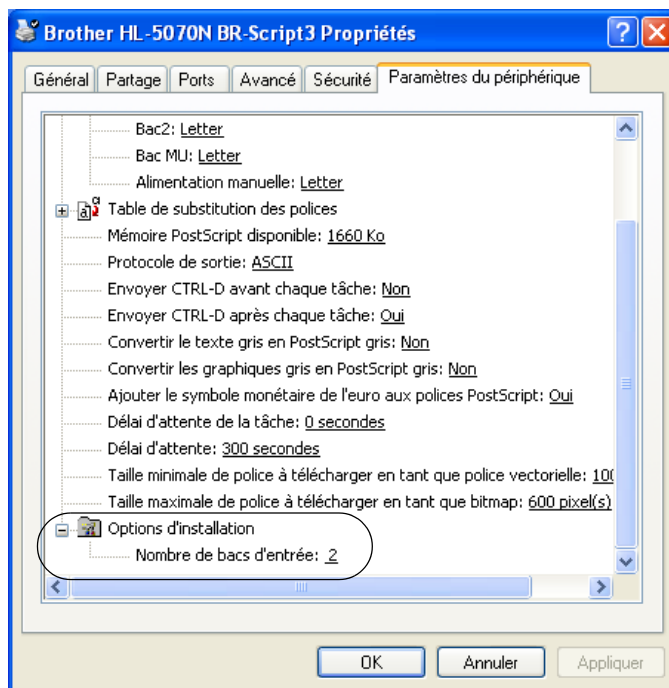 Brother HL-5070N BR-Script3 Propriétés
Général Partage Ports Avancé Sécurité Paramètres du périphérique
Bac2: Letter
Bac MU: Letter
Alimentation manuelle: Letter
Table de substitution des polices
Mémoire PostScript disponible: 1660 Ko
Protocole de sortie: ASCII
Envoyer CTRL-D avant chaque tâche: Non
Envoyer CTRL-D après chaque tâche: Oui
Convertir le texte gris en PostScript gris: Non
Convertir les graphiques gris en PostScript gris: Non
Ajouter le symbole monétaire de l'euro aux polices PostScript: Oui
Délai d'attente de la tâche: 0 secondes
Délai d'attente: 300 secondes
Taille minimale de police à télécharger en tant que police vectorielle:
Taille maximale de police à télécharger en tant que bitmap: 600 pixel(s)
Options d'installation
Nombre de bacs d'entrée: 2
OK Annuler Appliquer